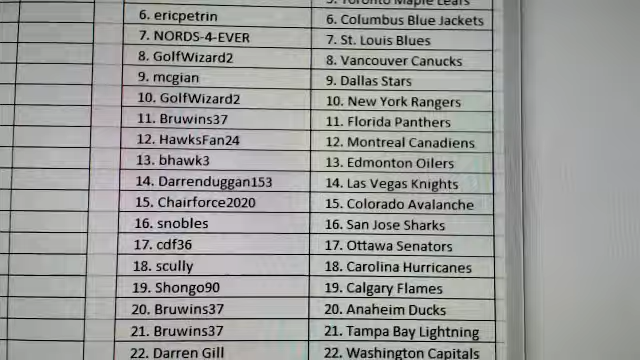 5. Toronto Maple Leafs
6. ericpetrin 6. Columbus Blue Jackets
7. NORDS-4-EVER 7. St. Louis Blues
8. GolfWizard2 8. Vancouver Canucks
9. mcgian 9. Dallas Stars
10. GolfWizard2 10. New York Rangers
11. Bruwins37 11. Florida Panthers
12. HawksFan24 12. Montreal Canadiens
13. bhawk3 13. Edmonton Oilers
14. Darrenduggan153 14. Las Vegas Knights
15. Chairforce2020 15. Colorado Avalanche
16. snobles 16. San Jose Sharks
17. cdf36 17. Ottawa Senators
18. scully 18. Carolina Hurricanes
19. Shongo90 19. Calgary Flames
20. Bruwins37 20. Anaheim Ducks
21. Bruwins37 21. Tampa Bay Lightning
22. Darren Gill 22. Washington Capitals